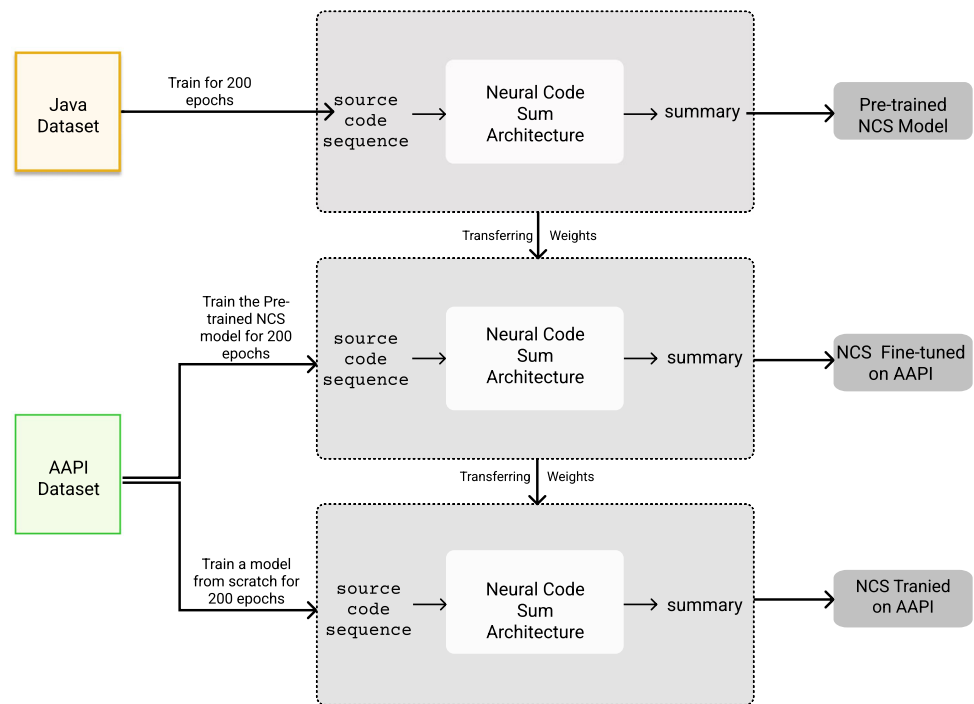 Java
Dataset
Train for 200
epochs
source
code
sequence
Neural Code
Sum
Architecture
summary
Pre-trained
NCS Model
Transferring Weights
Train the Pre-
trained NCS
model for 200
epochs
source
code
sequence
Neural Code
Sum
Architecture
summary
NCS Fine-tuned
on AAPI
AAPI
Dataset
Transferring Weights
Train a model
from scratch for
200 epochs
source
code
sequence
Neural Code
Sum
Architecture
summary
NCS Tranied
on AAPI